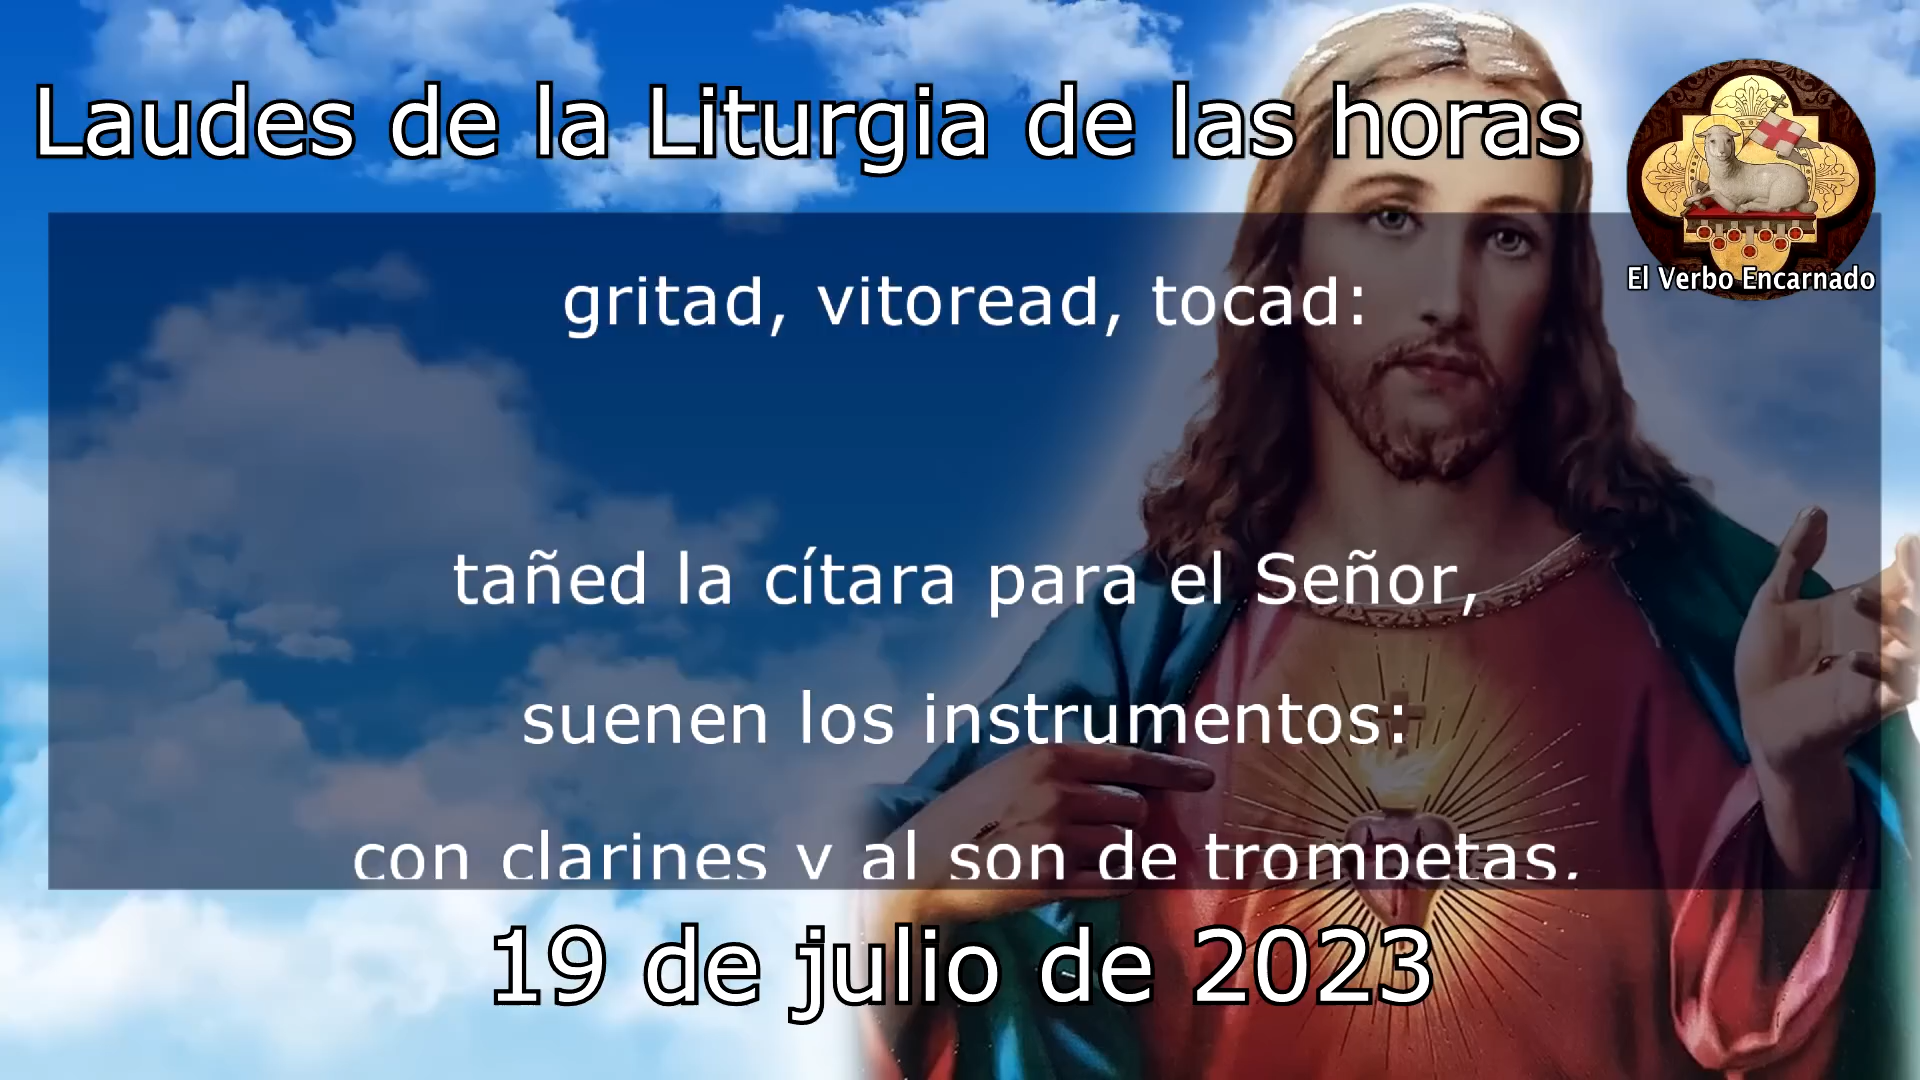 Laudes de la Liturgia de las horas
El Verbo Encarnado
gritad, vitoread, tocad:
tañed la cítara para el Señor,
suenen los instrumentos:
con clarines y al son de trompetas,
19 de julio de 2023